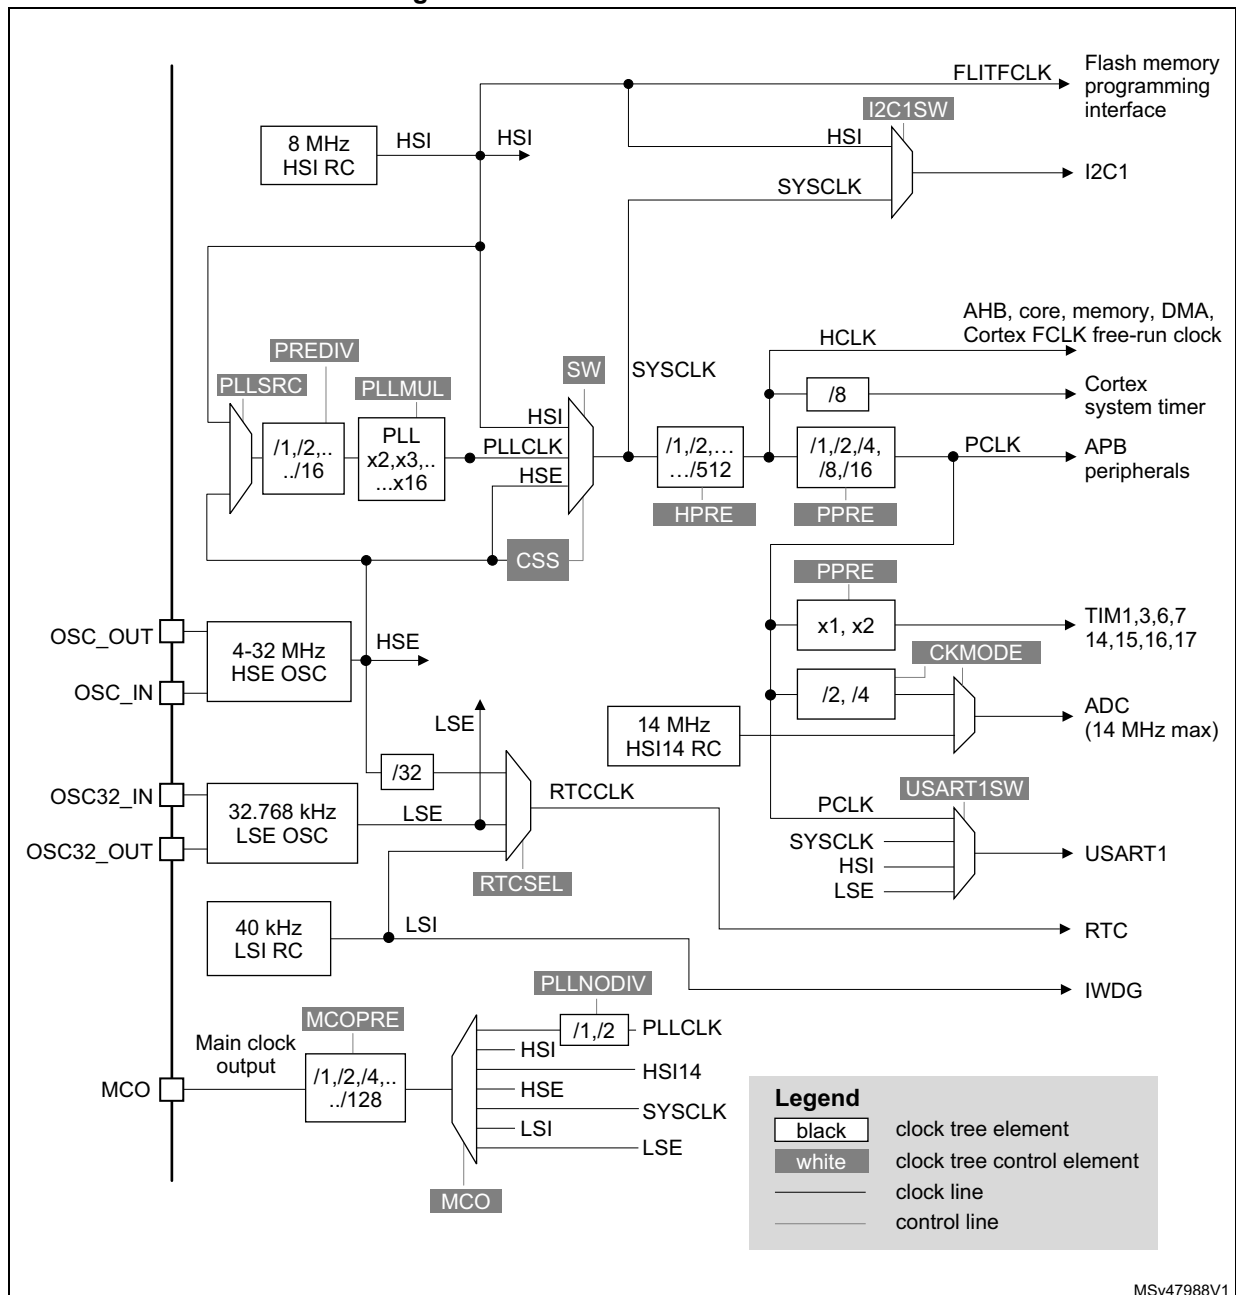 FLITFCLK
Flash memory
programming
interface
I2C1SW
8 MHz
HSI RC
HSI
HSI
HSI
SYSCLK
I2C1
AHB, core, memory, DMA,
Cortex FCLK free-run clock
HCLK
PREDIV
PLLSRC
PLLMUL
SW
SYSCLK
/8
Cortex
system timer
/1,/2,..
../16
PLL
x2,x3,..
...x16
HSI
PLLCLK
HSE
/1,/2,...
.../512
/1,/2,/4,
/8,/16
PCLK
APB
peripherals
HPRE
PPRE
CSS
PPRE
OSC_OUT
OSC_IN
4-32 MHz
HSE OSC
HSE
x1, x2
TIM1,3,6,7
14,15,16,17
CKMODE
/2, /4
14 MHz
HSI14 RC
ADC
(14 MHz max)
LSE
/32
OSC32_IN
OSC32_OUT
32.768 kHz
LSE OSC
LSE
RTCCLK
RTCSEL
USART1SW
PCLK
SYSCLK
HSI
LSE
USART1
40 kHz
LSI RC
LSI
RTC
IWDG
PLLNODIV
MCOPRE
Main clock
output
MCO
/1,/2,/4,..
../128
/1,/2
PLLCLK
HSI
HSI14
HSE
SYSCLK
LSI
LSE
MCO
Legend
black
clock tree element
white
clock tree control element
clock line
control line
MSv47988V1